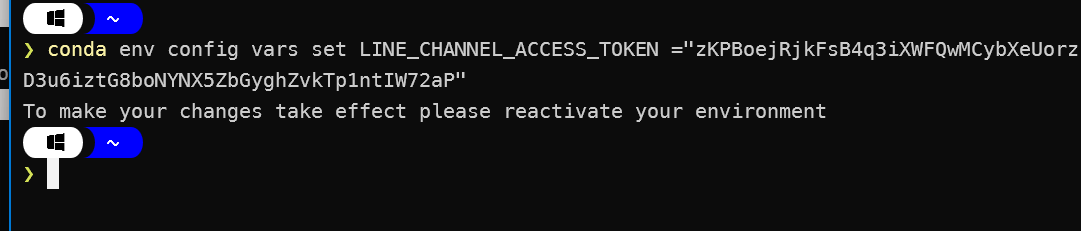 ~
❯ conda env config vars set LINE_CHANNEL_ACCESS_TOKEN ="zKPBoejRjkFsB4q3iXWFQwMCybXeUorz
D3u6iztG8boNYNX5ZbGyghZvkTp1ntIW72aP"
To make your changes take effect please reactivate your environment
~
❯